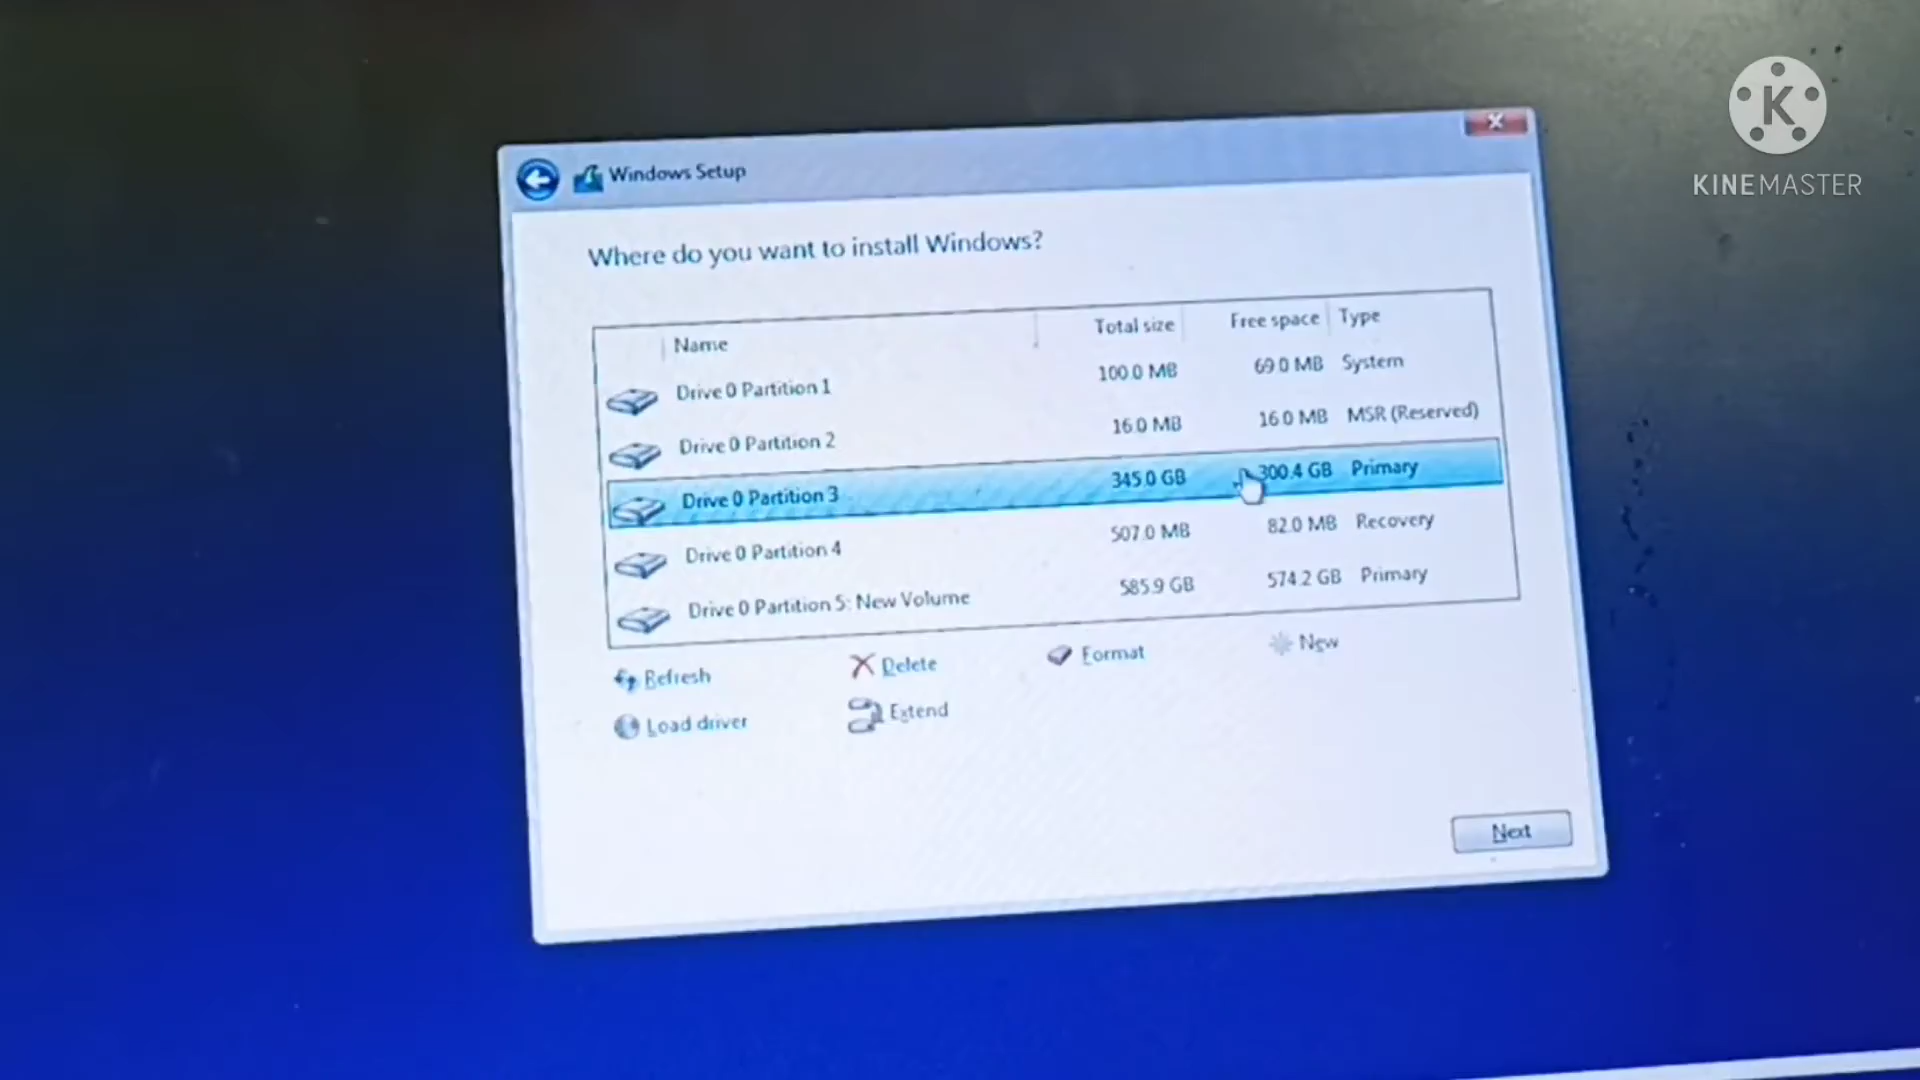 KINEMASTER
Windows Setup
Where do you want to install Windows?
Name Total size Free space Type
Drive 0 Partition 1 100.0 MB 69.0 MB System
Drive 0 Partition 2 16.0 MB 16.0 MB MSR (Reserved)
Drive 0 Partition 3 345.0 GB 300.4 GB Primary
Drive 0 Partition 4 507.0 MB 82.0 MB Recovery
Drive 0 Partition 5: New Volume 585.9 GB 574.2 GB Primary
Refresh Delete Format New
Load driver Extend
Next